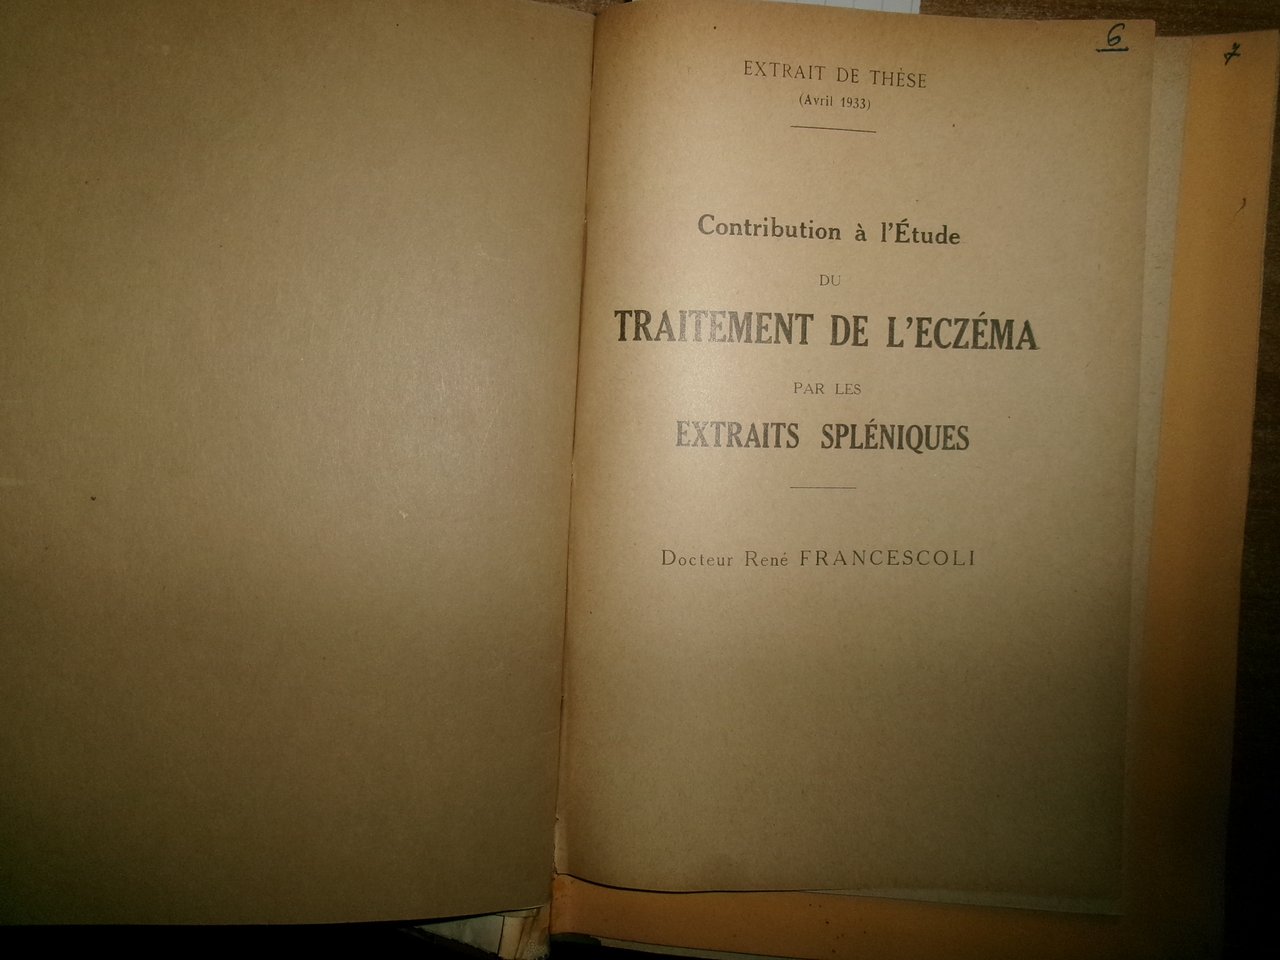 6
7
EXTRAIT DE THÈSE
(Avril 1933)
Contribution à l'Étude
DU
TRAITEMENT DE L'ECZÉMA
PAR LES
EXTRAITS SPLÉNIQUES
Docteur René FRANCESCOLI